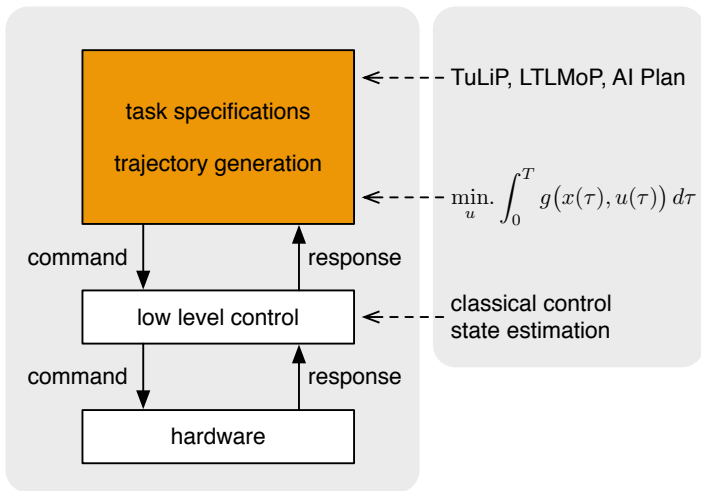 task specifications
TuLiP, LTLMoP, AI Plan
trajectory generation
min. ∫₀ᵀ g(x(τ), u(τ)) dτ
u
command
response
low level control
classical control
state estimation
command
response
hardware